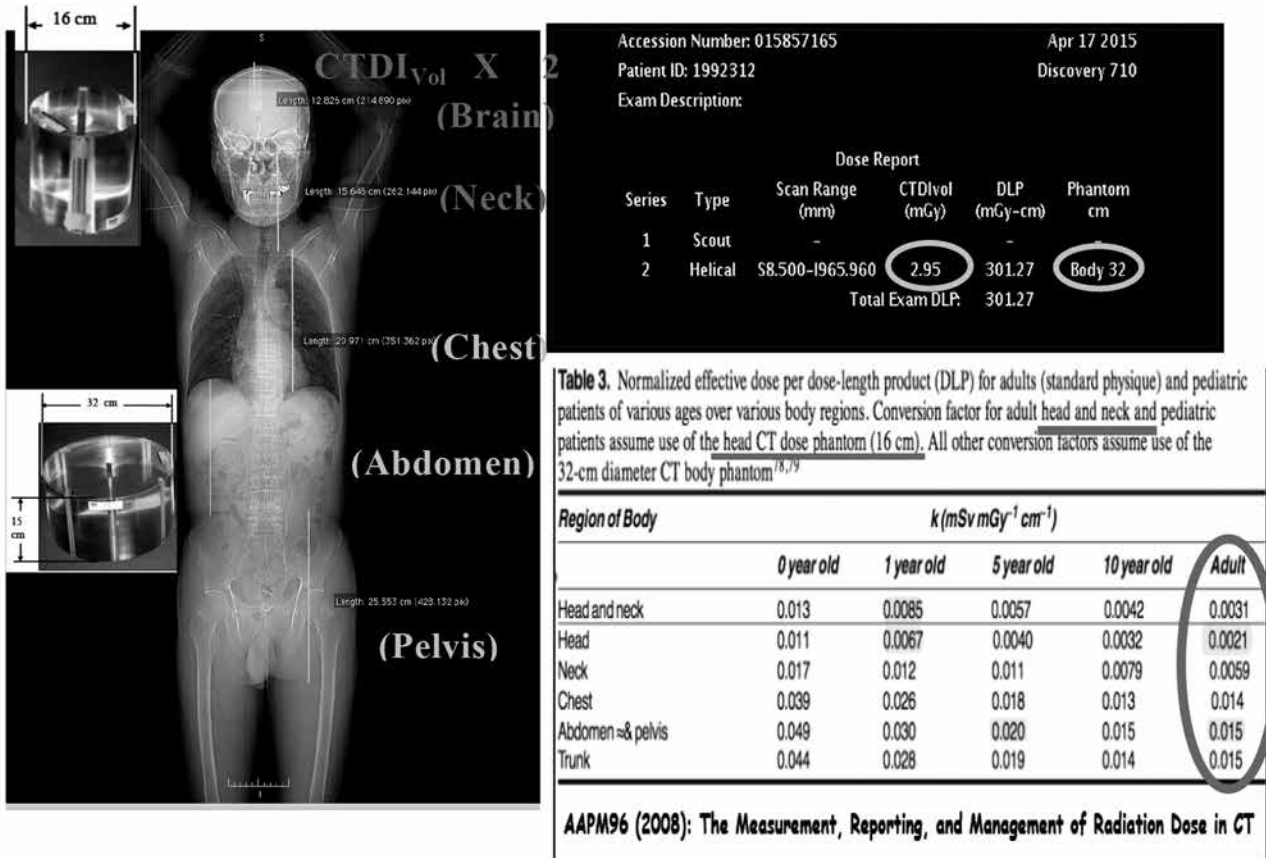 16 cm
S
CTDIVol X 2
Length: 12.826 cm (214.890 pix)
(Brain)
Length: 15.646 cm (262.144 pix)
(Neck)
Length: 20.971 cm (351.362 pix)
(Chest)
32 cm
(Abdomen)
15
cm
Length: 25.553 cm (428.132 pix)
(Pelvis)
I
Accession Number: 015857165 Apr 17 2015
Patient ID: 1992312 Discovery 710
Exam Description:
Dose Report
Series Type Scan Range (mm) CTDIvol (mGy) DLP (mGy-cm) Phantom cm
1 Scout - - -
2 Helical S8.500-I965.960 2.95 301.27 Body 32
Total Exam DLP: 301.27
Table 3. Normalized effective dose per dose-length product (DLP) for adults (standard physique) and pediatric
patients of various ages over various body regions. Conversion factor for adult head and neck and pediatric
patients assume use of the head CT dose phantom (16 cm). All other conversion factors assume use of the
32-cm diameter CT body phantom78,79
Region of Body k (mSv mGy−1 cm−1)
0 year old 1 year old 5 year old 10 year old Adult
Head and neck 0.013 0.0085 0.0057 0.0042 0.0031
Head 0.011 0.0067 0.0040 0.0032 0.0021
Neck 0.017 0.012 0.011 0.0079 0.0059
Chest 0.039 0.026 0.018 0.013 0.014
Abdomen ≈& pelvis 0.049 0.030 0.020 0.015 0.015
Trunk 0.044 0.028 0.019 0.014 0.015
AAPM96 (2008): The Measurement, Reporting, and Management of Radiation Dose in CT